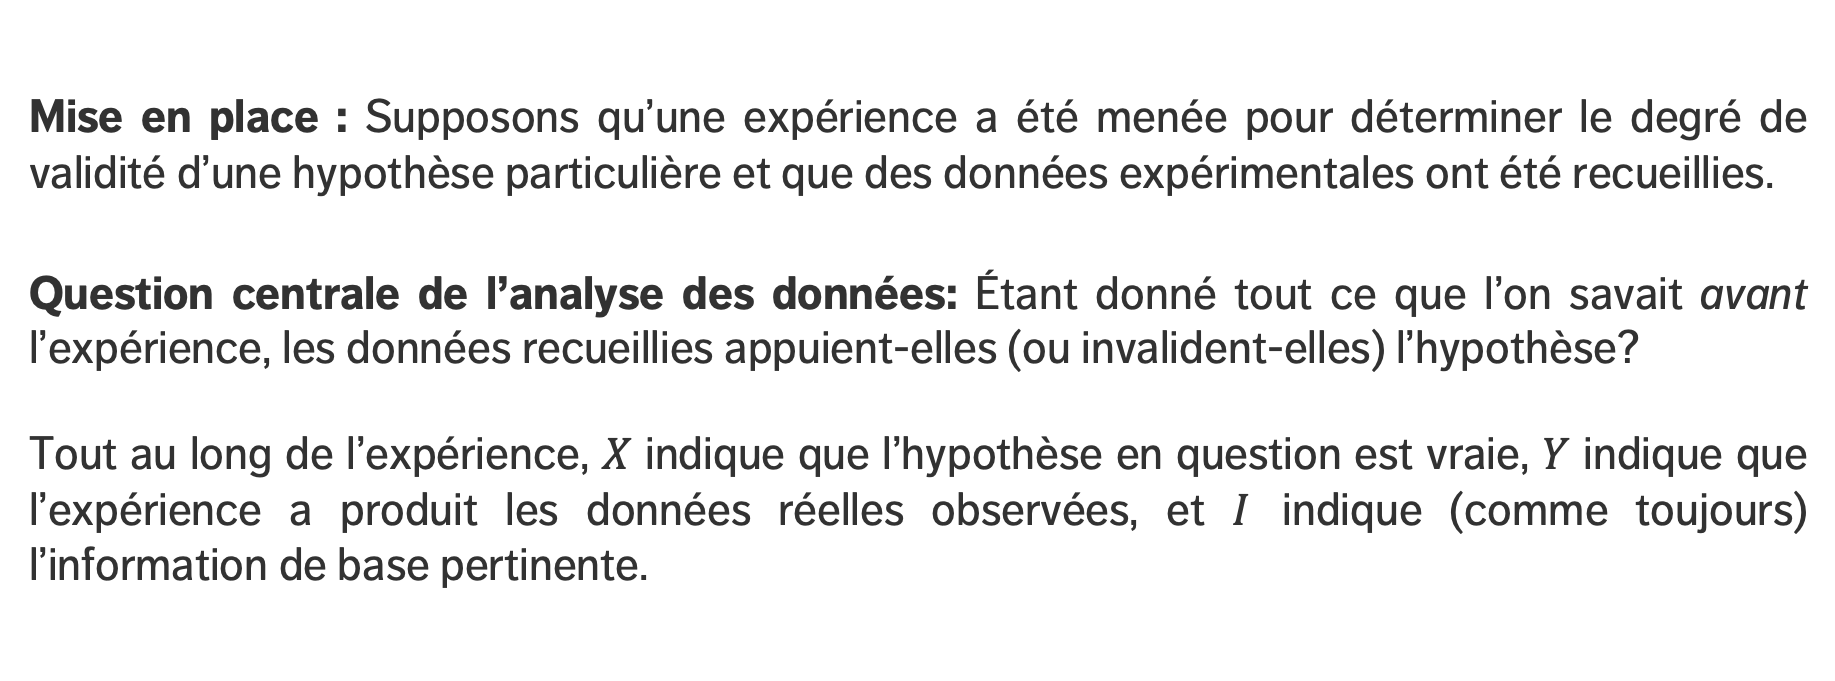 Mise en place : Supposons qu’une expérience a été menée pour déterminer le degré de
validité d’une hypothèse particulière et que des données expérimentales ont été recueillies.
Question centrale de l’analyse des données: Étant donné tout ce que l’on savait avant
l’expérience, les données recueillies appuient-elles (ou invalident-elles) l’hypothèse?
Tout au long de l’expérience, X indique que l’hypothèse en question est vraie, Y indique que
l’expérience a produit les données réelles observées, et I indique (comme toujours)
l’information de base pertinente.